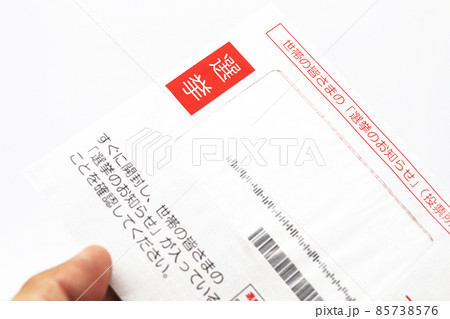 世帯の皆さまの「選挙のお知らせ」(投票所
選挙
すぐに開封し、世帯の皆さまの
「選挙のお知らせ」が入っている
ことを確認してください。
PIXTA
pixta.jp - 85738576